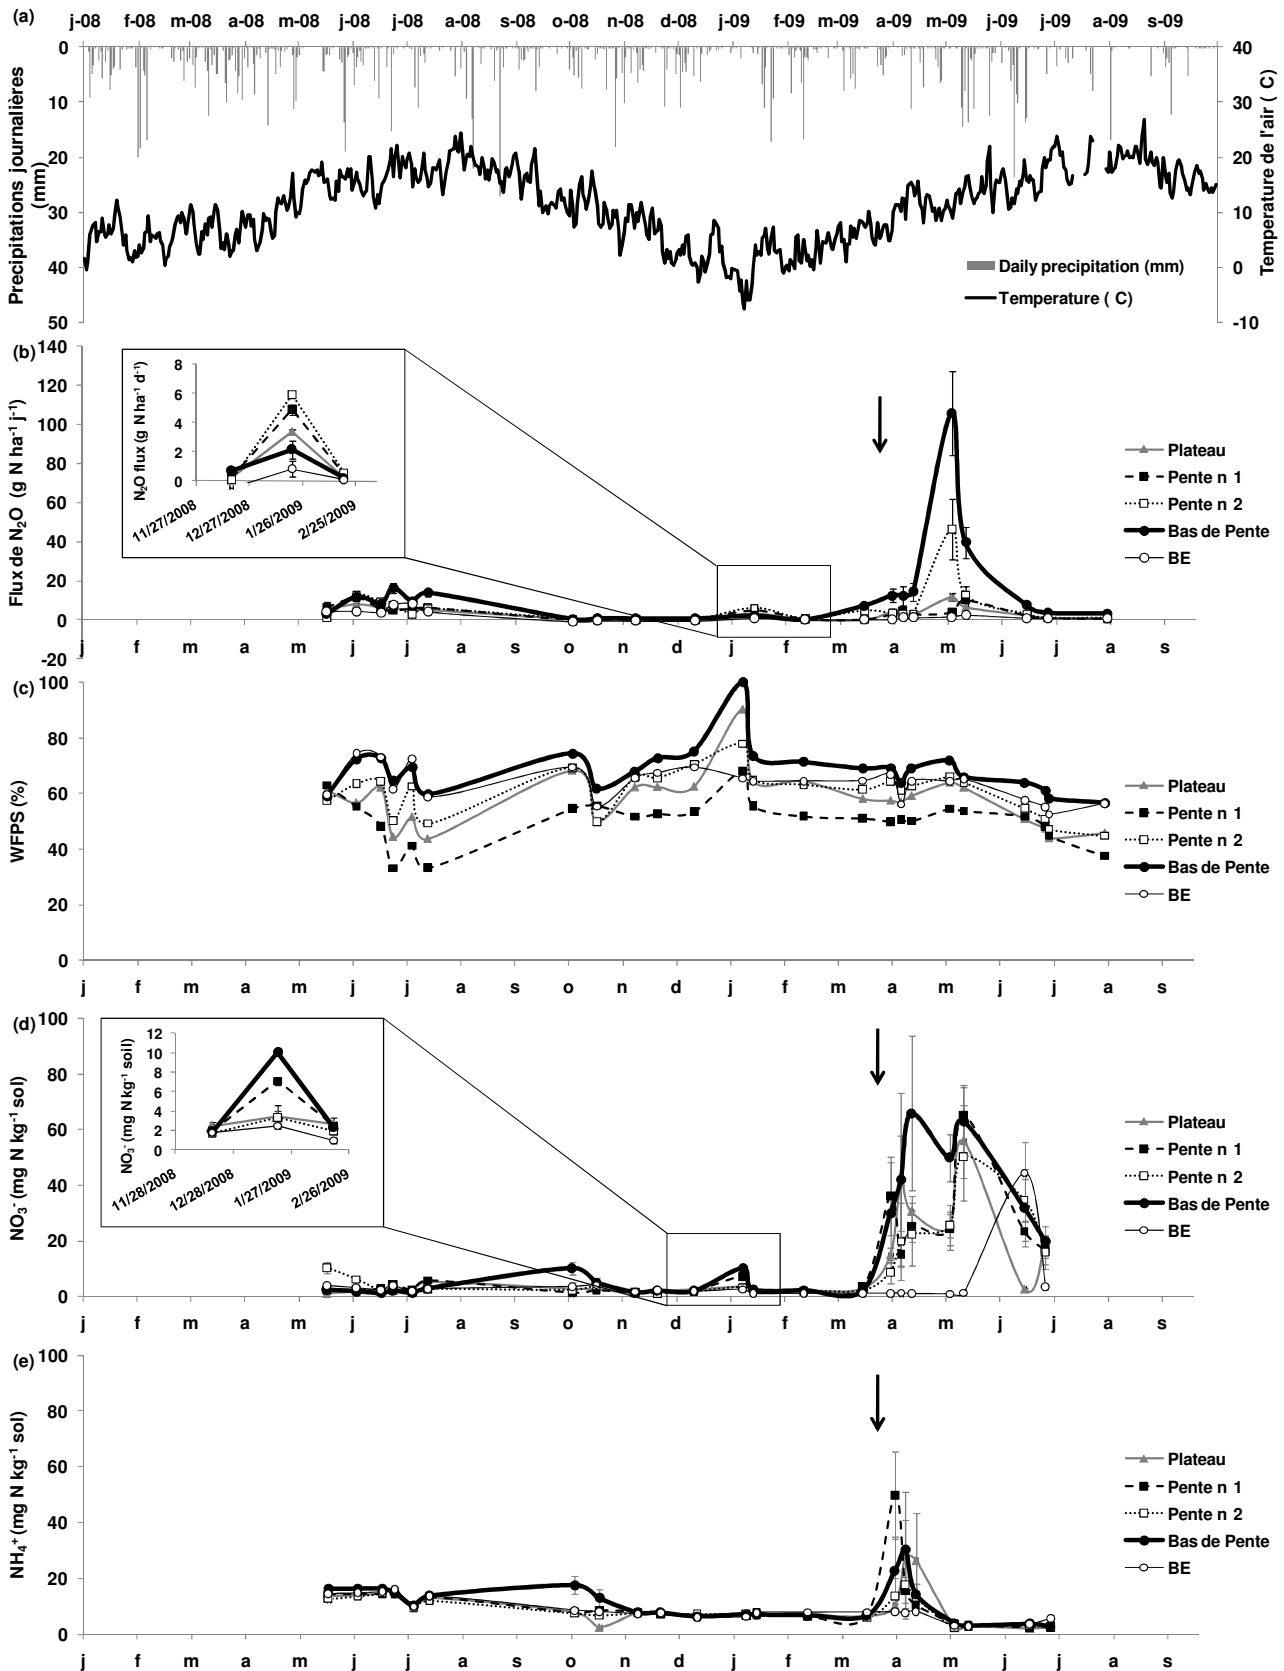 (a) j-08 f-08 m-08 a-08 m-08 j-08 j-08 a-08 s-08 o-08 n-08 d-08 j-09 f-09 m-09 a-09 m-09 j-09 j-09 a-09 s-09
0 10 20 30 40 50
Precipitations journalières (mm)
40 30 20 10 0 -10
Temperature de l'air ( C)
Daily precipitation (mm)
Temperature ( C)
(b) 140 120 100 80 60 40 20 0 -20
Flux de N2O (g N ha-1 j-1)
8 6 4 2 0
N2O flux (g N ha-1 d-1)
11/27/2008 12/27/2008 1/26/2009 2/25/2009
Plateau
Pente n 1
Pente n 2
Bas de Pente
BE
j f m a m j j a s o n d j f m a m j j a s
(c) 100 80 60 40 20 0
WFPS (%)
Plateau
Pente n 1
Pente n 2
Bas de Pente
BE
j f m a m j j a s o n d j f m a m j j a s
(d) 100 80 60 40 20 0
NO3- (mg N kg-1 sol)
12 10 8 6 4 2 0
NO3- (mg N kg-1 soil)
11/28/2008 12/28/2008 1/27/2009 2/26/2009
Plateau
Pente n 1
Pente n 2
Bas de Pente
BE
j f m a m j j a s o n d j f m a m j j a s
(e) 100 80 60 40 20 0
NH4+ (mg N kg-1 sol)
Plateau
Pente n 1
Pente n 2
Bas de Pente
BE
j f m a m j j a s o n d j f m a m j j a s